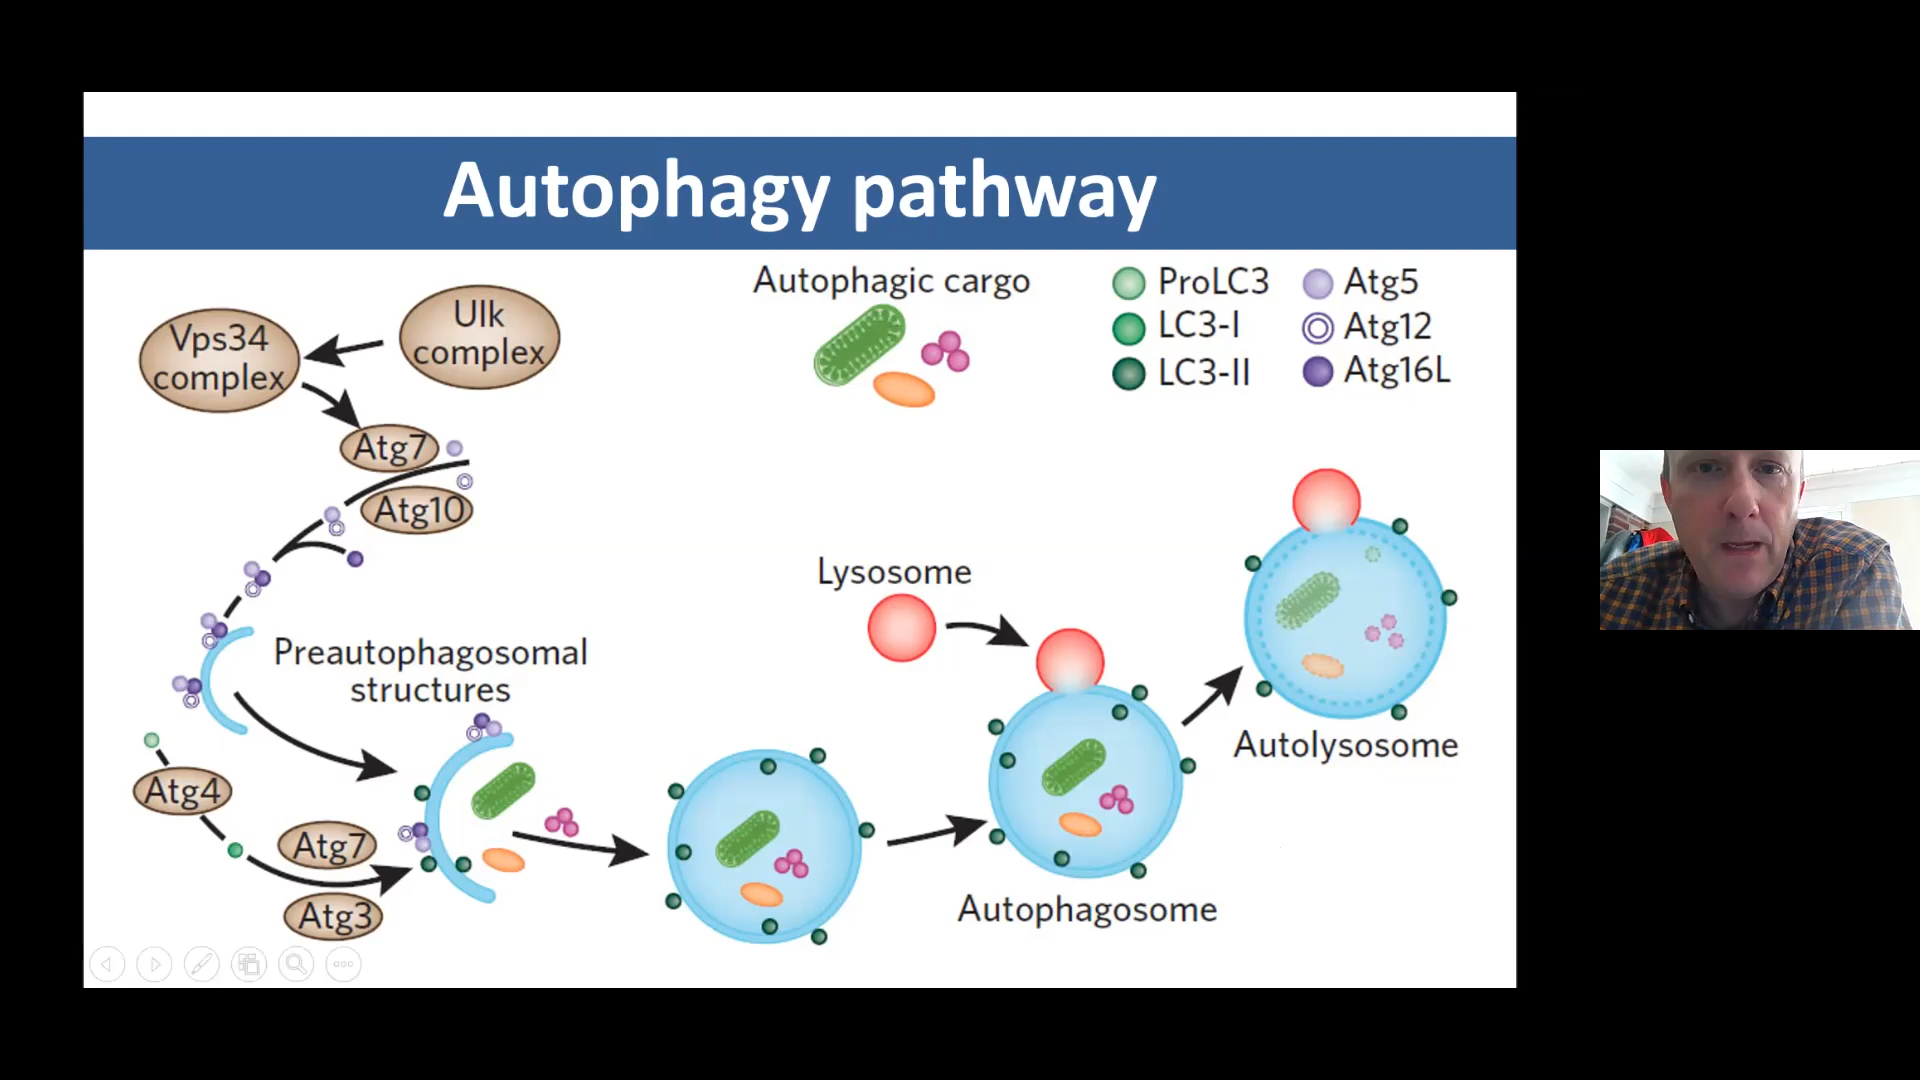 Autophagy pathway
Autophagic cargo
ProLC3
LC3-I
LC3-II
Atg5
Atg12
Atg16L
Ulk
complex
Vps34
complex
Atg7
Atg10
Preautophagosomal
structures
Atg4
Atg7
Atg3
Lysosome
Autophagosome
Autolysosome